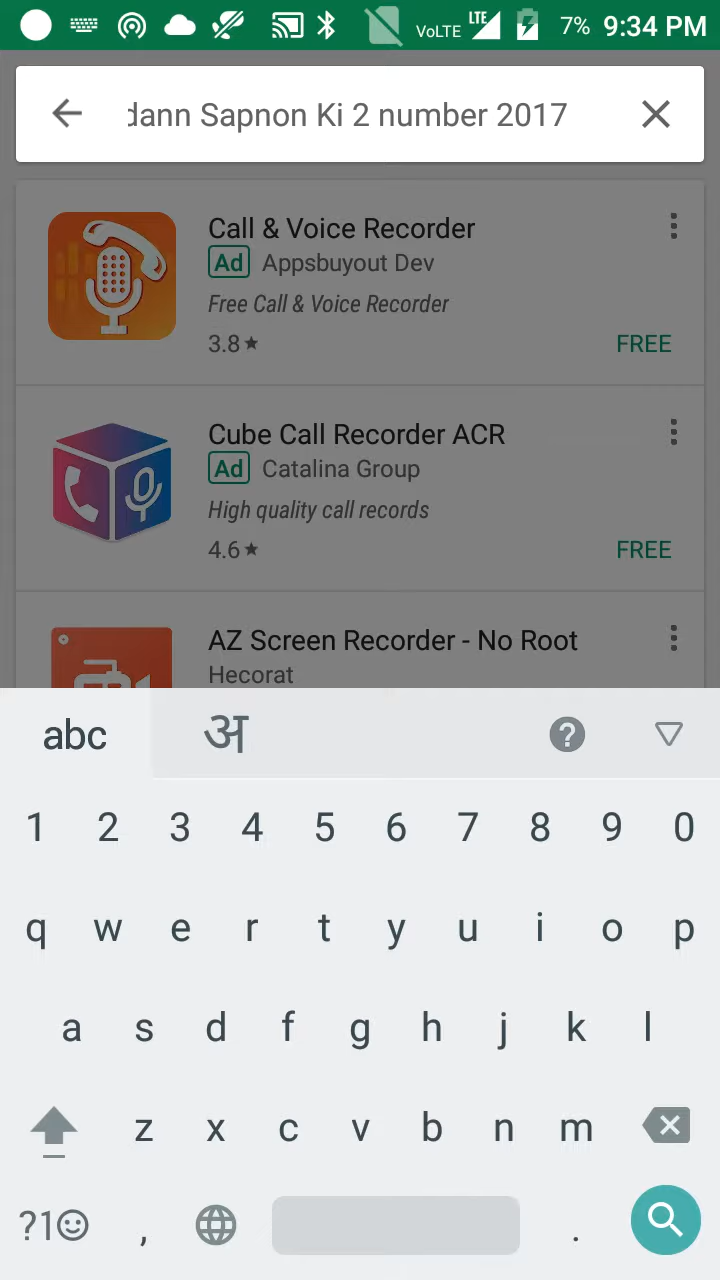 VoLTE LTE 7% 9:34 PM
dann Sapnon Ki 2 number 2017
Call & Voice Recorder
Ad Appsbuyout Dev
Free Call & Voice Recorder
3.8★ FREE
Cube Call Recorder ACR
Ad Catalina Group
High quality call records
4.6★ FREE
AZ Screen Recorder - No Root
Hecorat
abc अ ?
1 2 3 4 5 6 7 8 9 0
q w e r t y u i o p
a s d f g h j k l
z x c v b n m
?1☺ , .